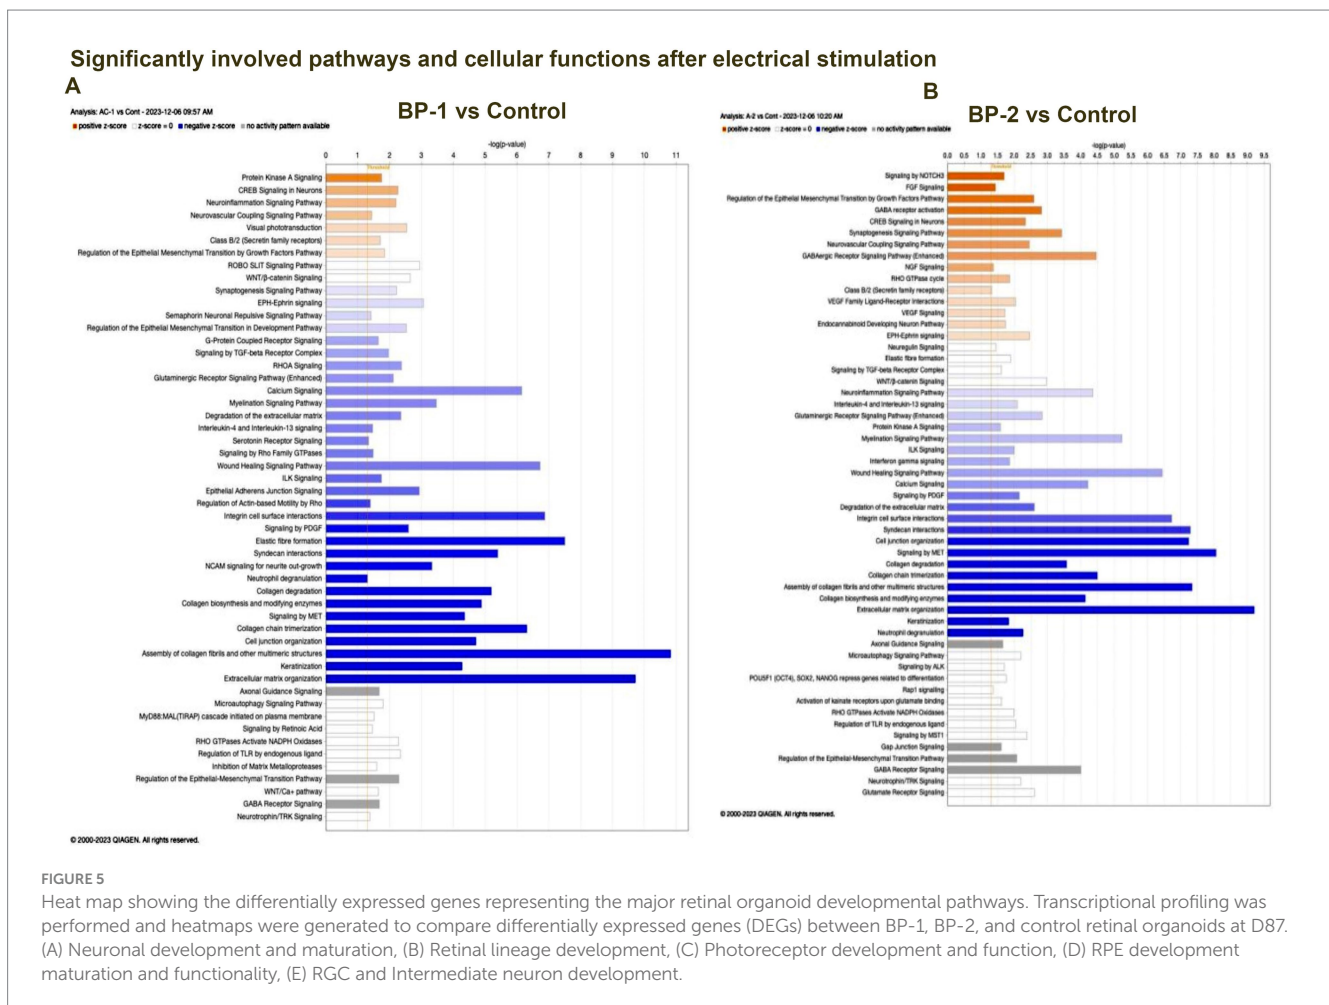 Significantly involved pathways and cellular functions after electrical stimulation
A
BP-1 vs Control
Analysis: AC-1 vs Cont - 2023-12-06 09:57 AM
positive z-score z-score = 0 negative z-score no activity pattern available
-log(p-value)
0 1 2 3 4 5 6 7 8 9 10 11
Threshold
Protein Kinase A Signaling
CREB Signaling in Neurons
Neuroinflammation Signaling Pathway
Neurovascular Coupling Signaling Pathway
Visual phototransduction
Class B/2 (Secretin family receptors)
Regulation of the Epithelial Mesenchymal Transition by Growth Factors Pathway
ROBO SLIT Signaling Pathway
WNT/β-catenin Signaling
Synaptogenesis Signaling Pathway
EPH-Ephrin signaling
Semaphorin Neuronal Repulsive Signaling Pathway
Regulation of the Epithelial Mesenchymal Transition in Development Pathway
G-Protein Coupled Receptor Signaling
Signaling by TGF-beta Receptor Complex
RHOA Signaling
Glutaminergic Receptor Signaling Pathway (Enhanced)
Calcium Signaling
Myelination Signaling Pathway
Degradation of the extracellular matrix
Interleukin-4 and Interleukin-13 signaling
Serotonin Receptor Signaling
Signaling by Rho Family GTPases
Wound Healing Signaling Pathway
ILK Signaling
Epithelial Adherens Junction Signaling
Regulation of Actin-based Motility by Rho
Integrin cell surface interactions
Signaling by PDGF
Elastic fibre formation
Syndecan interactions
NCAM signaling for neurite out-growth
Neutrophil degranulation
Collagen degradation
Collagen biosynthesis and modifying enzymes
Signaling by MET
Collagen chain trimerization
Cell junction organization
Assembly of collagen fibrils and other multimeric structures
Keratinization
Extracellular matrix organization
Axonal Guidance Signaling
Microautophagy Signaling Pathway
MyD88:MAL(TIRAP) cascade initiated on plasma membrane
Signaling by Retinoic Acid
RHO GTPases Activate NADPH Oxidases
Regulation of TLR by endogenous ligand
Inhibition of Matrix Metalloproteases
Regulation of the Epithelial-Mesenchymal Transition Pathway
WNT/Ca+ pathway
GABA Receptor Signaling
Neurotrophin/TRK Signaling
© 2000-2023 QIAGEN. All rights reserved.
B
BP-2 vs Control
Analysis: A-2 vs Cont - 2023-12-06 10:20 AM
positive z-score z-score = 0 negative z-score no activity pattern available
-log(p-value)
0.0 0.5 1.0 1.5 2.0 2.5 3.0 3.5 4.0 4.5 5.0 5.5 6.0 6.5 7.0 7.5 8.0 8.5 9.0 9.5
Threshold
Signaling by NOTCH3
FGF Signaling
Regulation of the Epithelial Mesenchymal Transition by Growth Factors Pathway
GABA receptor activation
CREB Signaling in Neurons
Synaptogenesis Signaling Pathway
Neurovascular Coupling Signaling Pathway
GABAergic Receptor Signaling Pathway (Enhanced)
NGF Signaling
RHO GTPase cycle
Class B/2 (Secretin family receptors)
VEGF Family Ligand-Receptor Interactions
VEGF Signaling
Endocannabinoid Developing Neuron Pathway
EPH-Ephrin signaling
Neuregulin Signaling
Elastic fibre formation
Signaling by TGF-beta Receptor Complex
WNT/β-catenin Signaling
Neuroinflammation Signaling Pathway
Interleukin-4 and Interleukin-13 signaling
Glutaminergic Receptor Signaling Pathway (Enhanced)
Protein Kinase A Signaling
Myelination Signaling Pathway
ILK Signaling
Interferon gamma signaling
Wound Healing Signaling Pathway
Calcium Signaling
Signaling by PDGF
Degradation of the extracellular matrix
Integrin cell surface interactions
Syndecan interactions
Cell junction organization
Signaling by MET
Collagen degradation
Collagen chain trimerization
Assembly of collagen fibrils and other multimeric structures
Collagen biosynthesis and modifying enzymes
Extracellular matrix organization
Keratinization
Neutrophil degranulation
Axonal Guidance Signaling
Microautophagy Signaling Pathway
Signaling by ALK
POU5F1 (OCT4), SOX2, NANOG repress genes related to differentiation
Rap1 signalling
Activation of kainate receptors upon glutamate binding
RHO GTPases Activate NADPH Oxidases
Regulation of TLR by endogenous ligand
Signaling by MST1
Gap Junction Signaling
Regulation of the Epithelial-Mesenchymal Transition Pathway
GABA Receptor Signaling
Neurotrophin/TRK Signaling
Glutamate Receptor Signaling
© 2000-2023 QIAGEN. All rights reserved.
FIGURE 5
Heat map showing the differentially expressed genes representing the major retinal organoid developmental pathways. Transcriptional profiling was
performed and heatmaps were generated to compare differentially expressed genes (DEGs) between BP-1, BP-2, and control retinal organoids at D87.
(A) Neuronal development and maturation, (B) Retinal lineage development, (C) Photoreceptor development and function, (D) RPE development
maturation and functionality, (E) RGC and Intermediate neuron development.